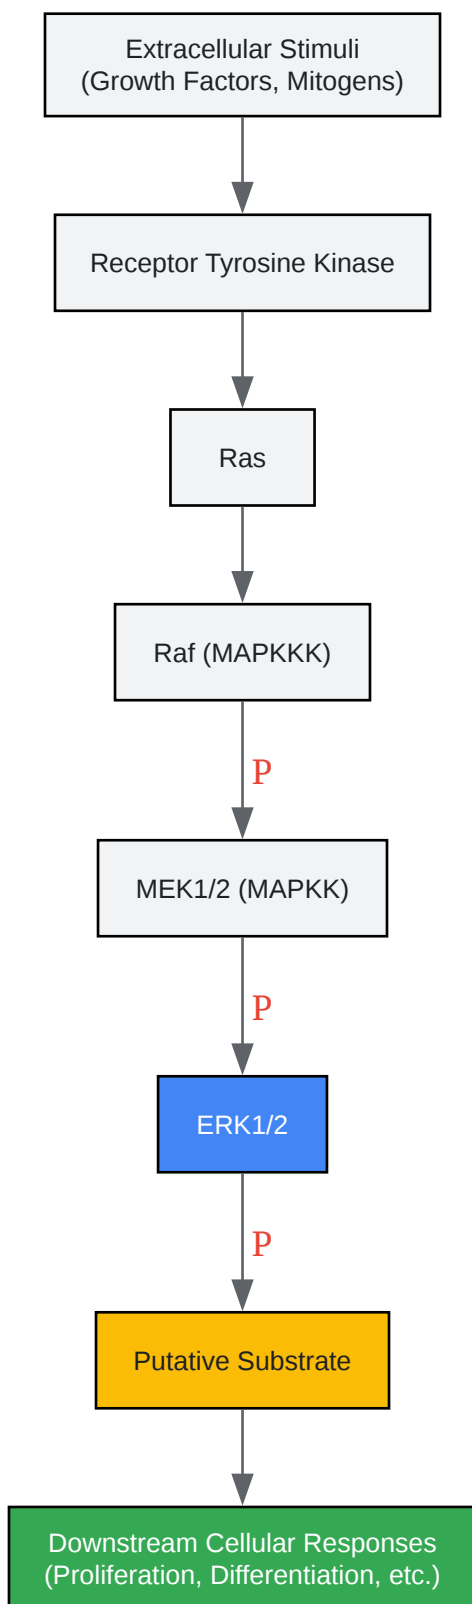 Extracellular Stimuli
(Growth Factors, Mitogens)
Receptor Tyrosine Kinase
Ras
Raf (MAPKKK)
P
MEK1/2 (MAPKK)
P
ERK1/2
P
Putative Substrate
Downstream Cellular Responses
(Proliferation, Differentiation, etc.)